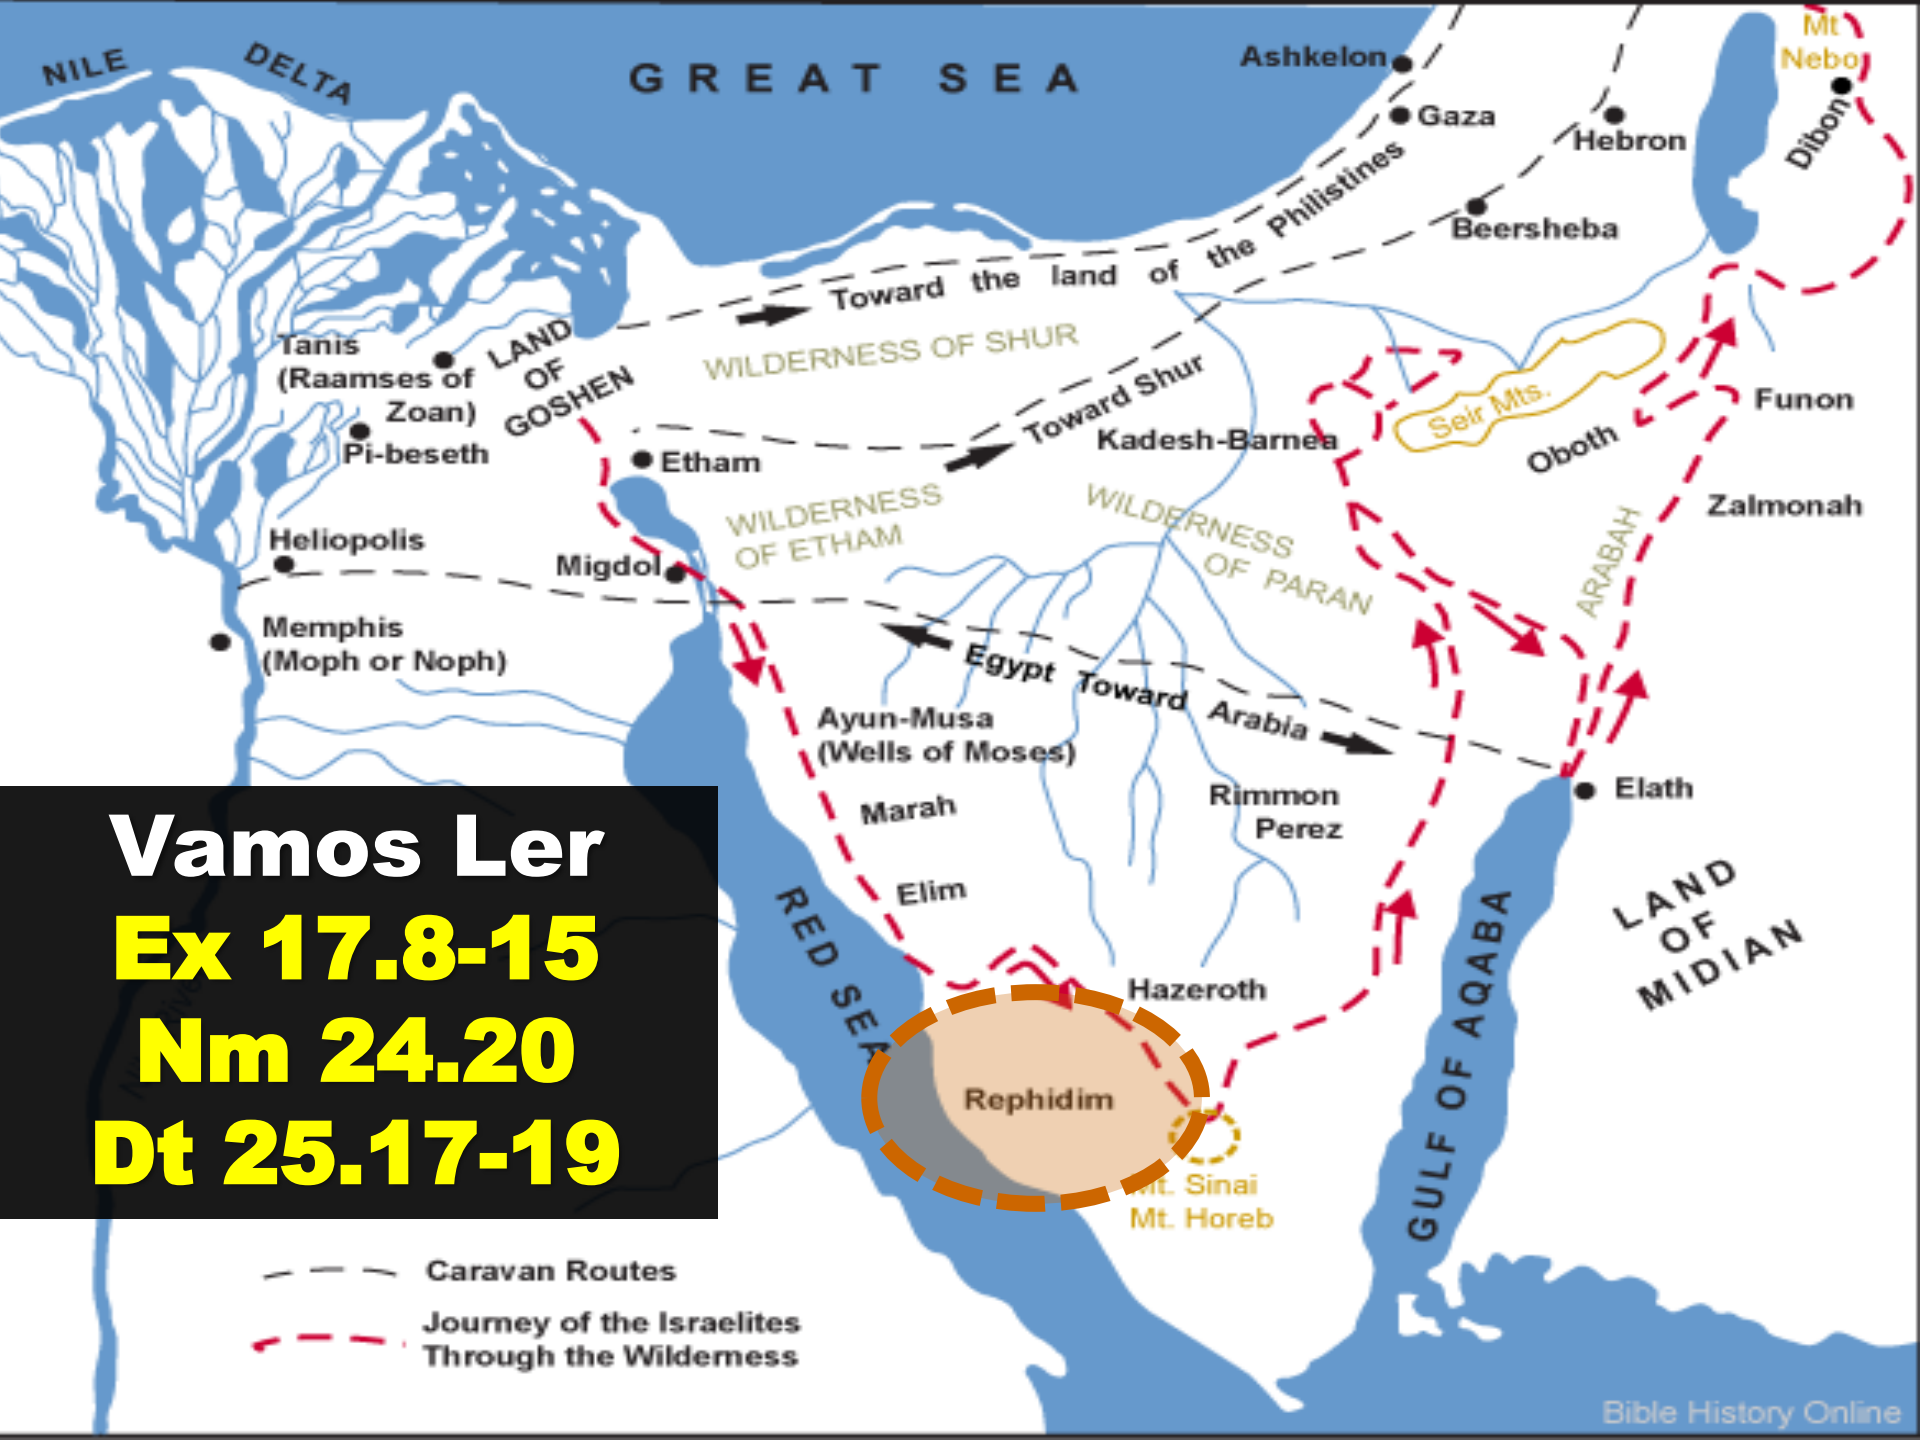 NILE DELTA
GREAT SEA
Ashkelon
Gaza
Hebron
Beersheba
Mt
Nebo
Dibon
Toward the land of the Philistines
WILDERNESS OF SHUR
Toward Shur
Tanis
(Raamses of
Zoan)
LAND
OF
GOSHEN
Pi-beseth
Etham
Kadesh-Barnea
Seir Mts.
Oboth
Funon
Zalmonah
WILDERNESS
OF ETHAM
WILDERNESS
OF PARAN
ARABAH
Heliopolis
Migdol
Memphis
(Moph or Noph)
Egypt Toward Arabia
Ayun-Musa
(Wells of Moses)
Marah
Elim
Rimmon
Perez
Elath
LAND
OF
MIDIAN
RED SEA
Hazeroth
GULF OF AQABA
Rephidim
Mt. Sinai
Mt. Horeb
Vamos Ler
Ex 17.8-15
Nm 24.20
Dt 25.17-19
Caravan Routes
Journey of the Israelites
Through the Wilderness
Bible History Online